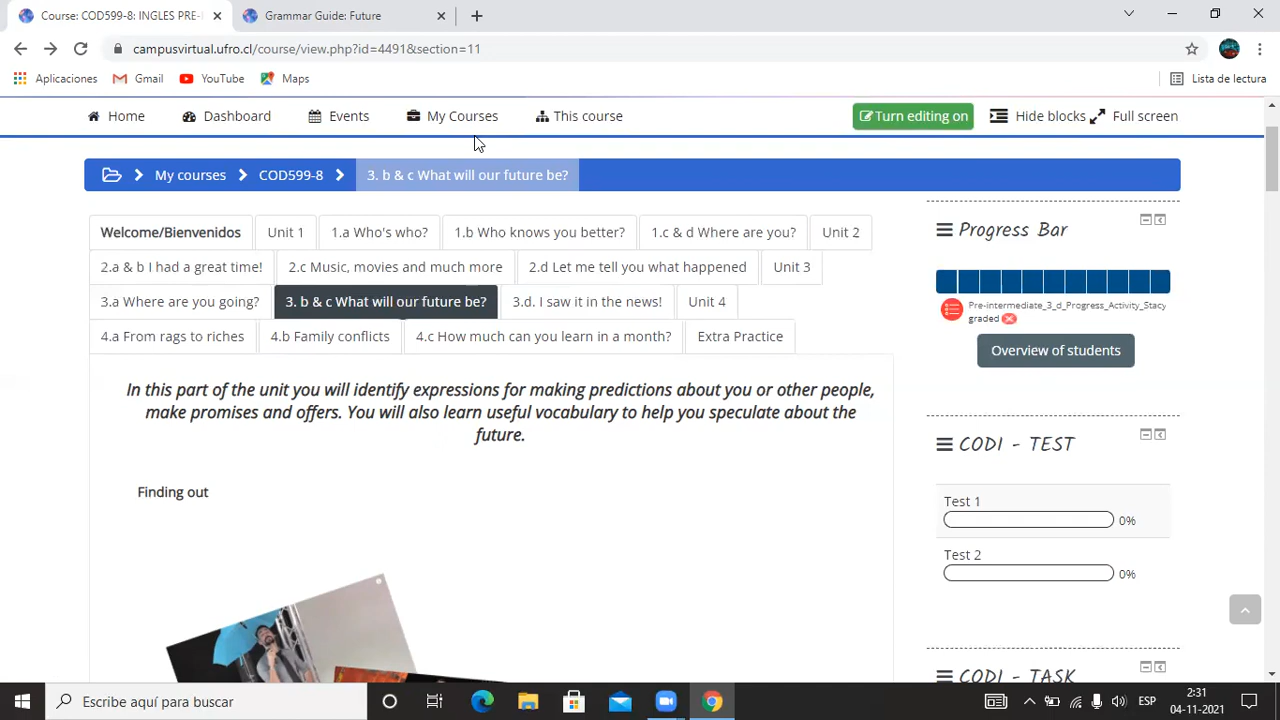 Course: COD599-8: INGLES PRE-
Grammar Guide: Future
campusvirtual.ufro.cl/course/view.php?id=4491&section=11
Aplicaciones
Gmail
YouTube
Maps
Lista de lectura
Home
Dashboard
Events
My Courses
This course
Turn editing on
Hide blocks
Full screen
My courses
COD599-8
3. b & c What will our future be?
Welcome/Bienvenidos
Unit 1
1.a Who's who?
1.b Who knows you better?
1.c & d Where are you?
Unit 2
2.a & b I had a great time!
2.c Music, movies and much more
2.d Let me tell you what happened
Unit 3
3.a Where are you going?
3. b & c What will our future be?
3.d. I saw it in the news!
Unit 4
4.a From rags to riches
4.b Family conflicts
4.c How much can you learn in a month?
Extra Practice
In this part of the unit you will identify expressions for making predictions about you or other people,
make promises and offers. You will also learn useful vocabulary to help you speculate about the
future.
Finding out
Progress Bar
Pre-intermediate_3_d_Progress_Activity_Stacy
graded
Overview of students
CODI - TEST
Test 1
0%
Test 2
0%
CODI - TASK
Escribe aquí para buscar
ESP
2:31
04-11-2021